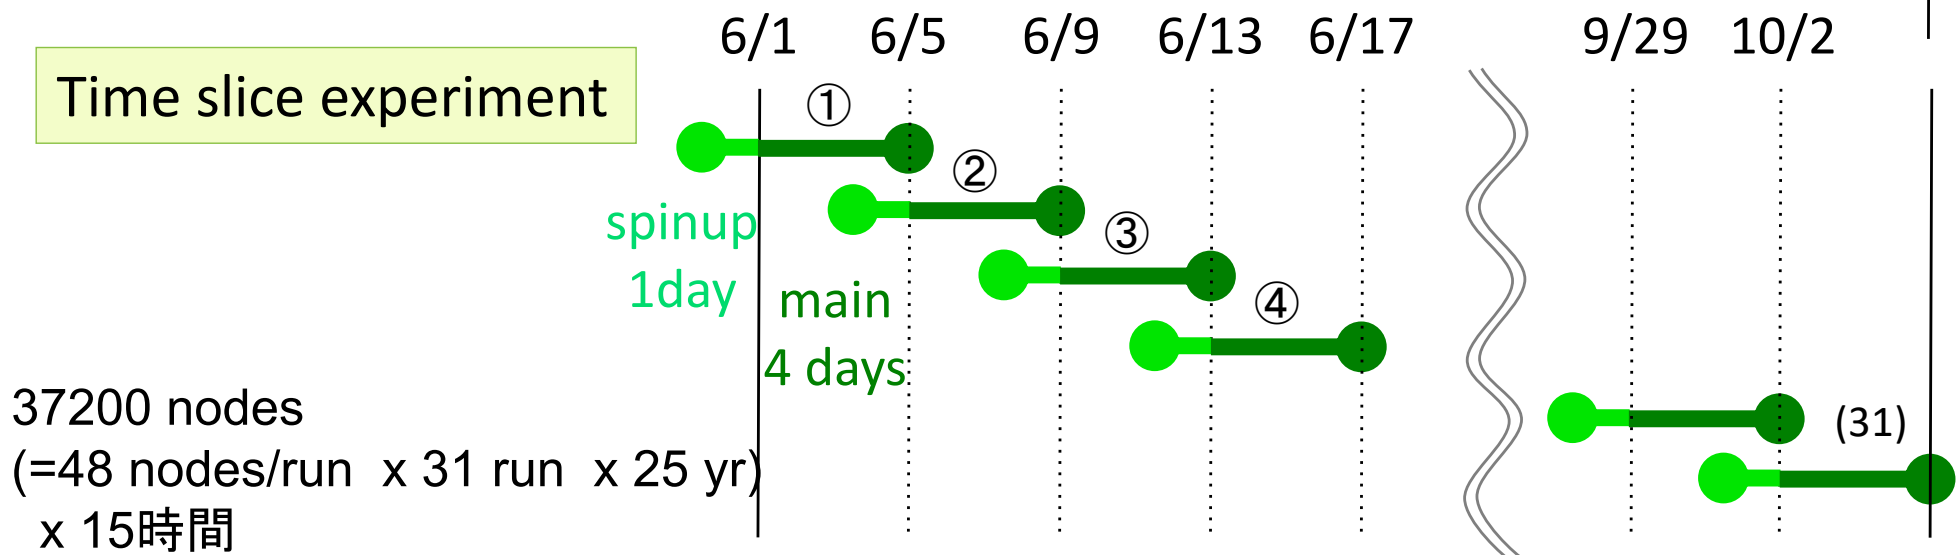 6/1 6/5 6/9 6/13 6/17 9/29 10/2
Time slice experiment
①
②
③
④
(31)
spinup
1day
main
4 days
37200 nodes
(=48 nodes/run x 31 run x 25 yr)
x 15時間